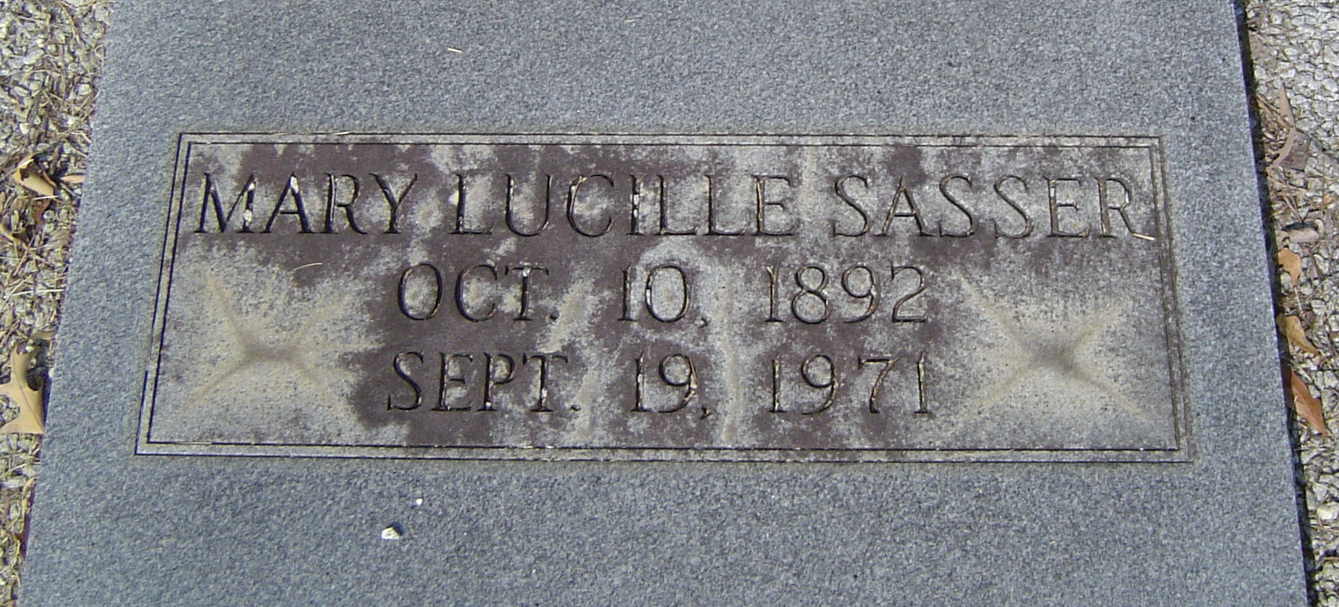 MARY LUCILLE SASSER
OCT. 10, 1892
SEPT. 19, 1971